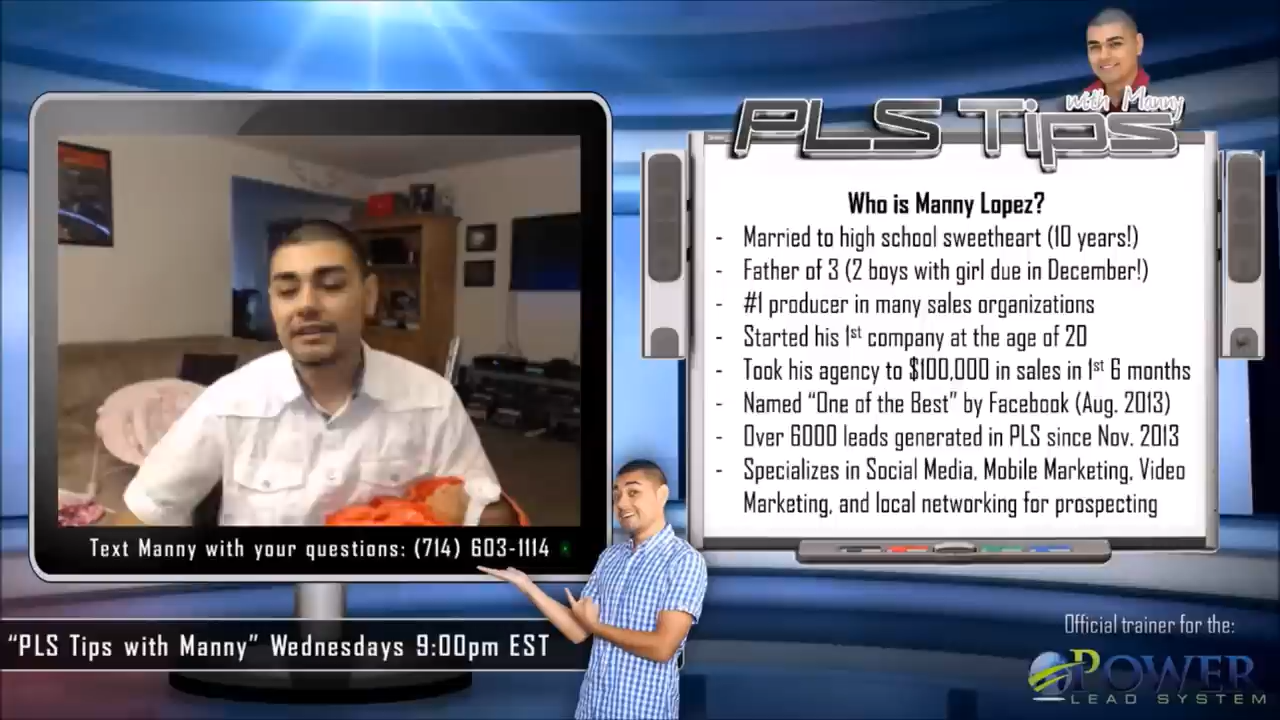 PLS Tips
with Manny
Who is Manny Lopez?
- Married to high school sweetheart (10 years!)
- Father of 3 (2 boys with girl due in December!)
- #1 producer in many sales organizations
- Started his 1st company at the age of 20
- Took his agency to $100,000 in sales in 1st 6 months
- Named “One of the Best” by Facebook (Aug. 2013)
- Over 6000 leads generated in PLS since Nov. 2013
- Specializes in Social Media, Mobile Marketing, Video
Marketing, and local networking for prospecting
Text Manny with your questions: (714) 603-1114
“PLS Tips with Manny” Wednesdays 9:00pm EST
Official trainer for the:
POWER
LEAD SYSTEM